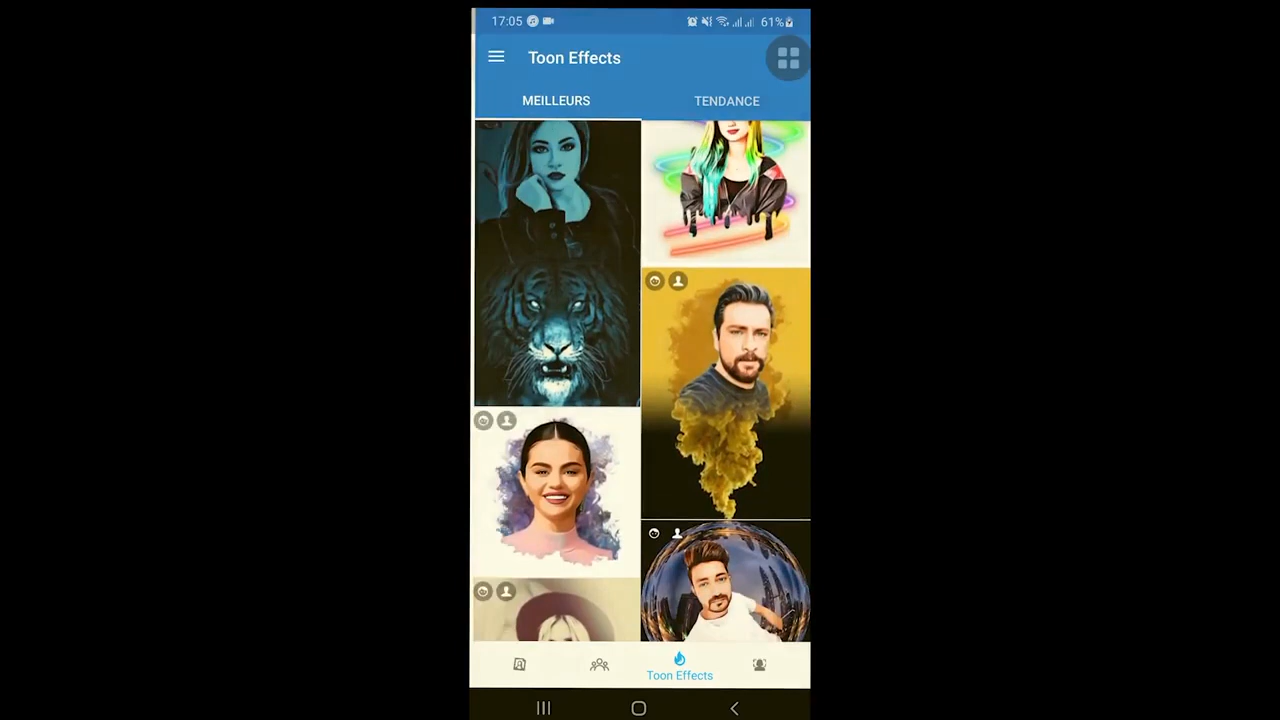 17:05
61%
Toon Effects
MEILLEURS
TENDANCE
Toon Effects